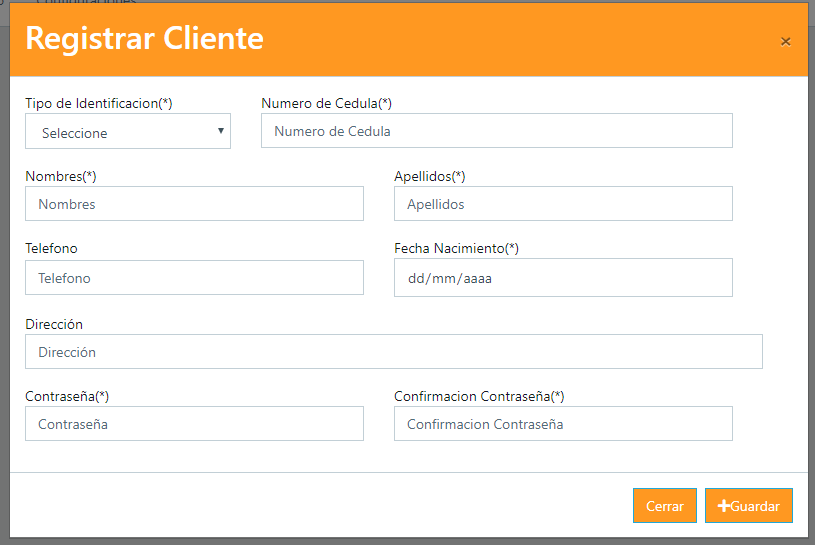 Registrar Cliente ×
Tipo de Identificacion(*) Numero de Cedula(*)
Seleccione Numero de Cedula
Nombres(*) Apellidos(*)
Nombres Apellidos
Telefono Fecha Nacimiento(*)
Telefono dd/mm/aaaa
Dirección
Dirección
Contraseña(*) Confirmacion Contraseña(*)
Contraseña Confirmacion Contraseña
Cerrar +Guardar